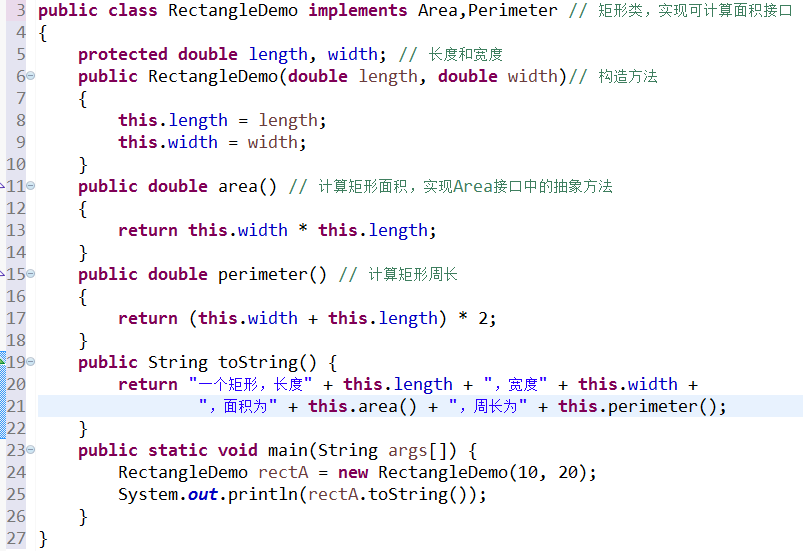 3 public class RectangleDemo implements Area,Perimeter // 矩形类，实现可计算面积接口
4 {
5     protected double length, width; // 长度和宽度
6     public RectangleDemo(double length, double width)// 构造方法
7     {
8         this.length = length;
9         this.width = width;
10     }
11     public double area() // 计算矩形面积，实现Area接口中的抽象方法
12     {
13         return this.width * this.length;
14     }
15     public double perimeter() // 计算矩形周长
16     {
17         return (this.width + this.length) * 2;
18     }
19     public String toString() {
20         return "一个矩形，长度" + this.length + "，宽度" + this.width +
21                 "，面积为" + this.area() + "，周长为" + this.perimeter();
22     }
23     public static void main(String args[]) {
24         RectangleDemo rectA = new RectangleDemo(10, 20);
25         System.out.println(rectA.toString());
26     }
27 }